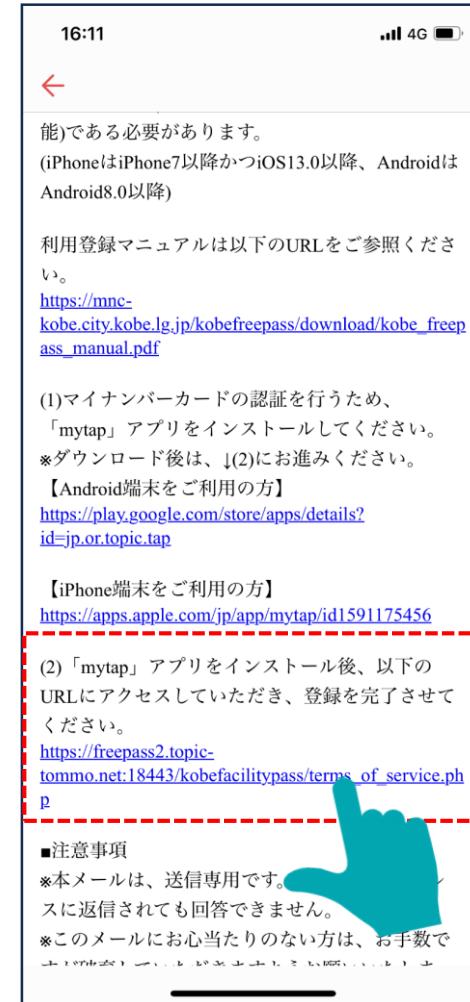 16:11
4G
能)である必要があります。
(iPhoneはiPhone7以降かつiOS13.0以降、Androidは
Android8.0以降)
利用登録マニュアルは以下のURLをご参照くださ
い。
https://mnc-
kobe.city.kobe.lg.jp/kobefreepass/download/kobe_freep
ass_manual.pdf
(1)マイナンバーカードの認証を行うため、
「mytap」アプリをインストールしてください。
※ダウンロード後は、↓(2)にお進みください。
【Android端末をご利用の方】
https://play.google.com/store/apps/details?
id=jp.or.topic.tap
【iPhone端末をご利用の方】
https://apps.apple.com/jp/app/mytap/id1591175456
(2)「mytap」アプリをインストール後、以下の
URLにアクセスしていただき、登録を完了させて
ください。
https://freepass2.topic-
tommo.net:18443/kobefacilitypass/terms_of_service.ph
p
■注意事項
※本メールは、送信専用です。
スに返信されても回答できません。
※このメールにお心当たりのない方は、お手数で